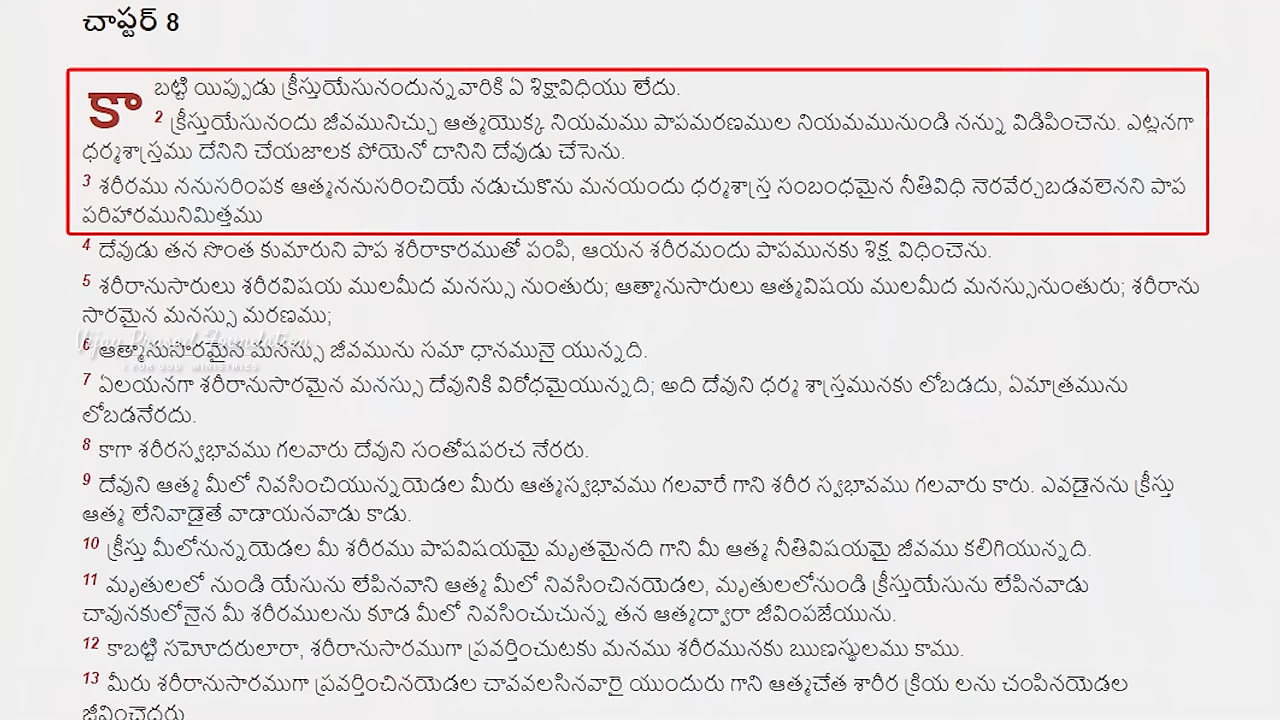 చాప్టర్ 8
కా బట్టి యిప్పుడు క్రీస్తుయేసునందున్నవారికి ఏ శిక్షావిధియు లేదు.
2 క్రీస్తుయేసునందు జీవమునిచ్చు ఆత్మయొక్క నియమము పాపమరణముల నియమమునుండి నన్ను విడిపించెను. ఎట్లనగా
ధర్మశాస్త్రము దేనిని చేయజాలక పోయెనో దానిని దేవుడు చేసెను.
3 శరీరము ననుసరింపక ఆత్మననుసరించియే నడుచుకొను మనయందు ధర్మశాస్త్ర సంబంధమైన నీతివిధి నెరవేర్చబడవలెనని పాప
పరిహారమునిమిత్తము
4 దేవుడు తన సొంత కుమారుని పాప శరీరాకారముతో పంపి, ఆయన శరీరమందు పాపమునకు శిక్ష విధించెను.
5 శరీరానుసారులు శరీరవిషయ ములమీద మనస్సు నుంతురు; ఆత్మానుసారులు ఆత్మవిషయ ములమీద మనస్సునుంతురు; శరీరాను
సారమైన మనస్సు మరణము;
Vijay Prasad Foundation
6 ఆత్మానుసారమైన మనస్సు జీవమును సమా ధానమునై యున్నది.
I FOR GOD MINISTRIES
7 ఏలయనగా శరీరానుసారమైన మనస్సు దేవునికి విరోధమైయున్నది; అది దేవుని ధర్మ శాస్త్రమునకు లోబడదు, ఏమాత్రమును
లోబడనేరదు.
8 కాగా శరీరస్వభావము గలవారు దేవుని సంతోషపరచ నేరరు.
9 దేవుని ఆత్మ మీలో నివసించియున్నయెడల మీరు ఆత్మస్వభావము గలవారే గాని శరీర స్వభావము గలవారు కారు. ఎవడైనను క్రీస్తు
ఆత్మ లేనివాడైతే వాడాయనవాడు కాడు.
10 క్రీస్తు మీలోనున్నయెడల మీ శరీరము పాపవిషయమై మృతమైనది గాని మీ ఆత్మ నీతివిషయమై జీవము కలిగియున్నది.
11 మృతులలో నుండి యేసును లేపినవాని ఆత్మ మీలో నివసించినయెడల, మృతులలోనుండి క్రీస్తుయేసును లేపినవాడు
చావునకులోనైన మీ శరీరములను కూడ మీలో నివసించుచున్న తన ఆత్మద్వారా జీవింపజేయును.
12 కాబట్టి సహొదరులారా, శరీరానుసారముగా ప్రవర్తించుటకు మనము శరీరమునకు ఋణస్థులము కాము.
13 మీరు శరీరానుసారముగా ప్రవర్తించినయెడల చావవలసినవారై యుందురు గాని ఆత్మచేత శారీర క్రియ లను చంపినయెడల
జీవించెదరు